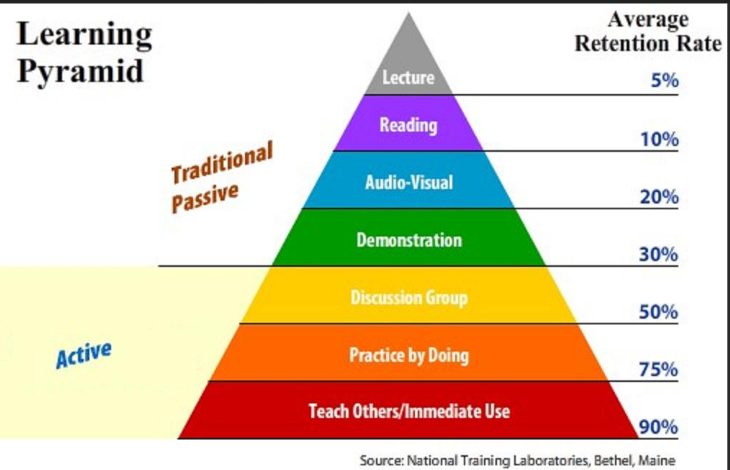 Learning
Pyramid
Average
Retention Rate
Lecture
5%
Reading
10%
Traditional
Passive
Audio-Visual
20%
Demonstration
30%
Discussion Group
50%
Active
Practice by Doing
75%
Teach Others/Immediate Use
90%
Source: National Training Laboratories, Bethel, Maine